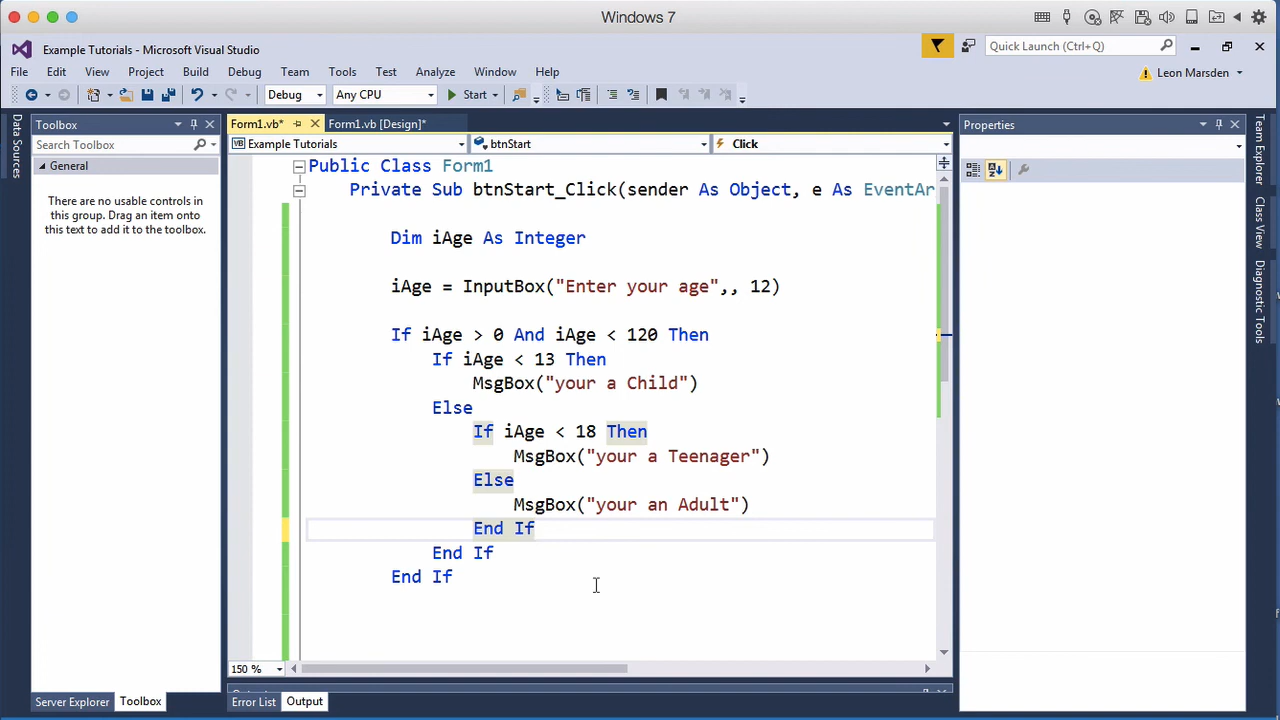 Windows 7
Example Tutorials - Microsoft Visual Studio
Quick Launch (Ctrl+Q)
File Edit View Project Build Debug Team Tools Test Analyze Window Help
Leon Marsden
Debug Any CPU Start
Data Sources
Toolbox
Search Toolbox
General
There are no usable controls in
this group. Drag an item onto
this text to add it to the toolbox.
Server Explorer Toolbox
Form1.vb* Form1.vb [Design]*
Example Tutorials btnStart Click
Public Class Form1
Private Sub btnStart_Click(sender As Object, e As EventAr
Dim iAge As Integer
iAge = InputBox("Enter your age",, 12)
If iAge > 0 And iAge < 120 Then
If iAge < 13 Then
MsgBox("your a Child")
Else
If iAge < 18 Then
MsgBox("your a Teenager")
Else
MsgBox("your an Adult")
End If
End If
End If
150 %
Error List Output
Properties
Team Explorer
Class View
Diagnostic Tools